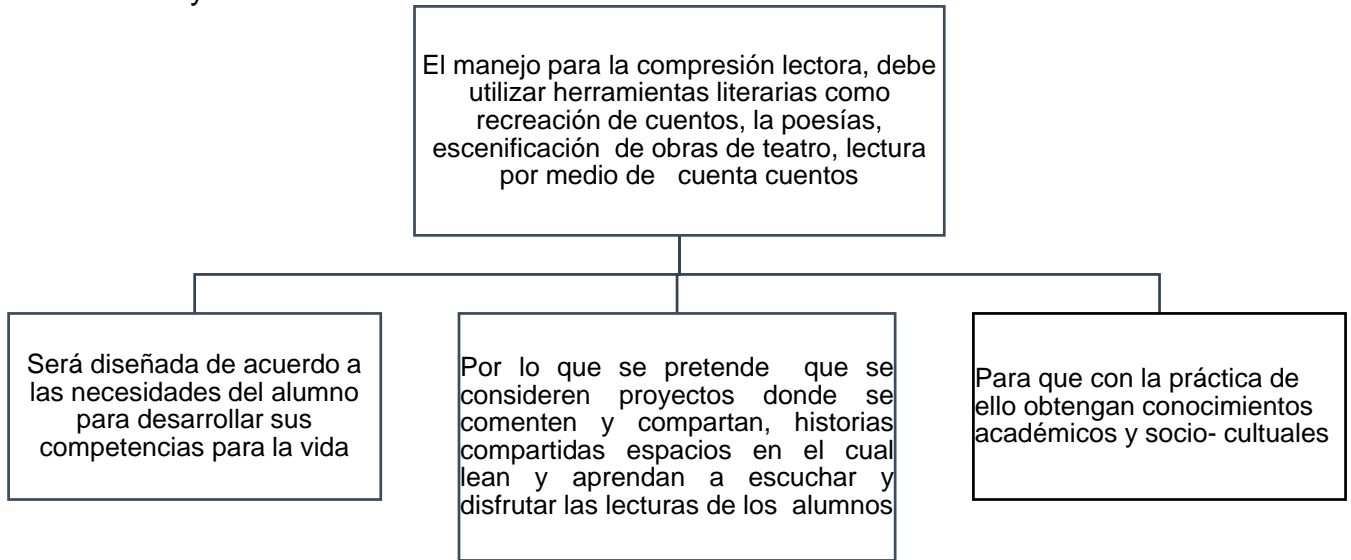 y
El manejo para la compresión lectora, debe
utilizar herramientas literarias como
recreación de cuentos, la poesías,
escenificación de obras de teatro, lectura
por medio de cuenta cuentos
Será diseñada de acuerdo a
las necesidades del alumno
para desarrollar sus
competencias para la vida
Por lo que se pretende que se
consideren proyectos donde se
comenten y compartan, historias
compartidas espacios en el cual
lean y aprendan a escuchar y
disfrutar las lecturas de los alumnos
Para que con la práctica de
ello obtengan conocimientos
académicos y socio- cultuales